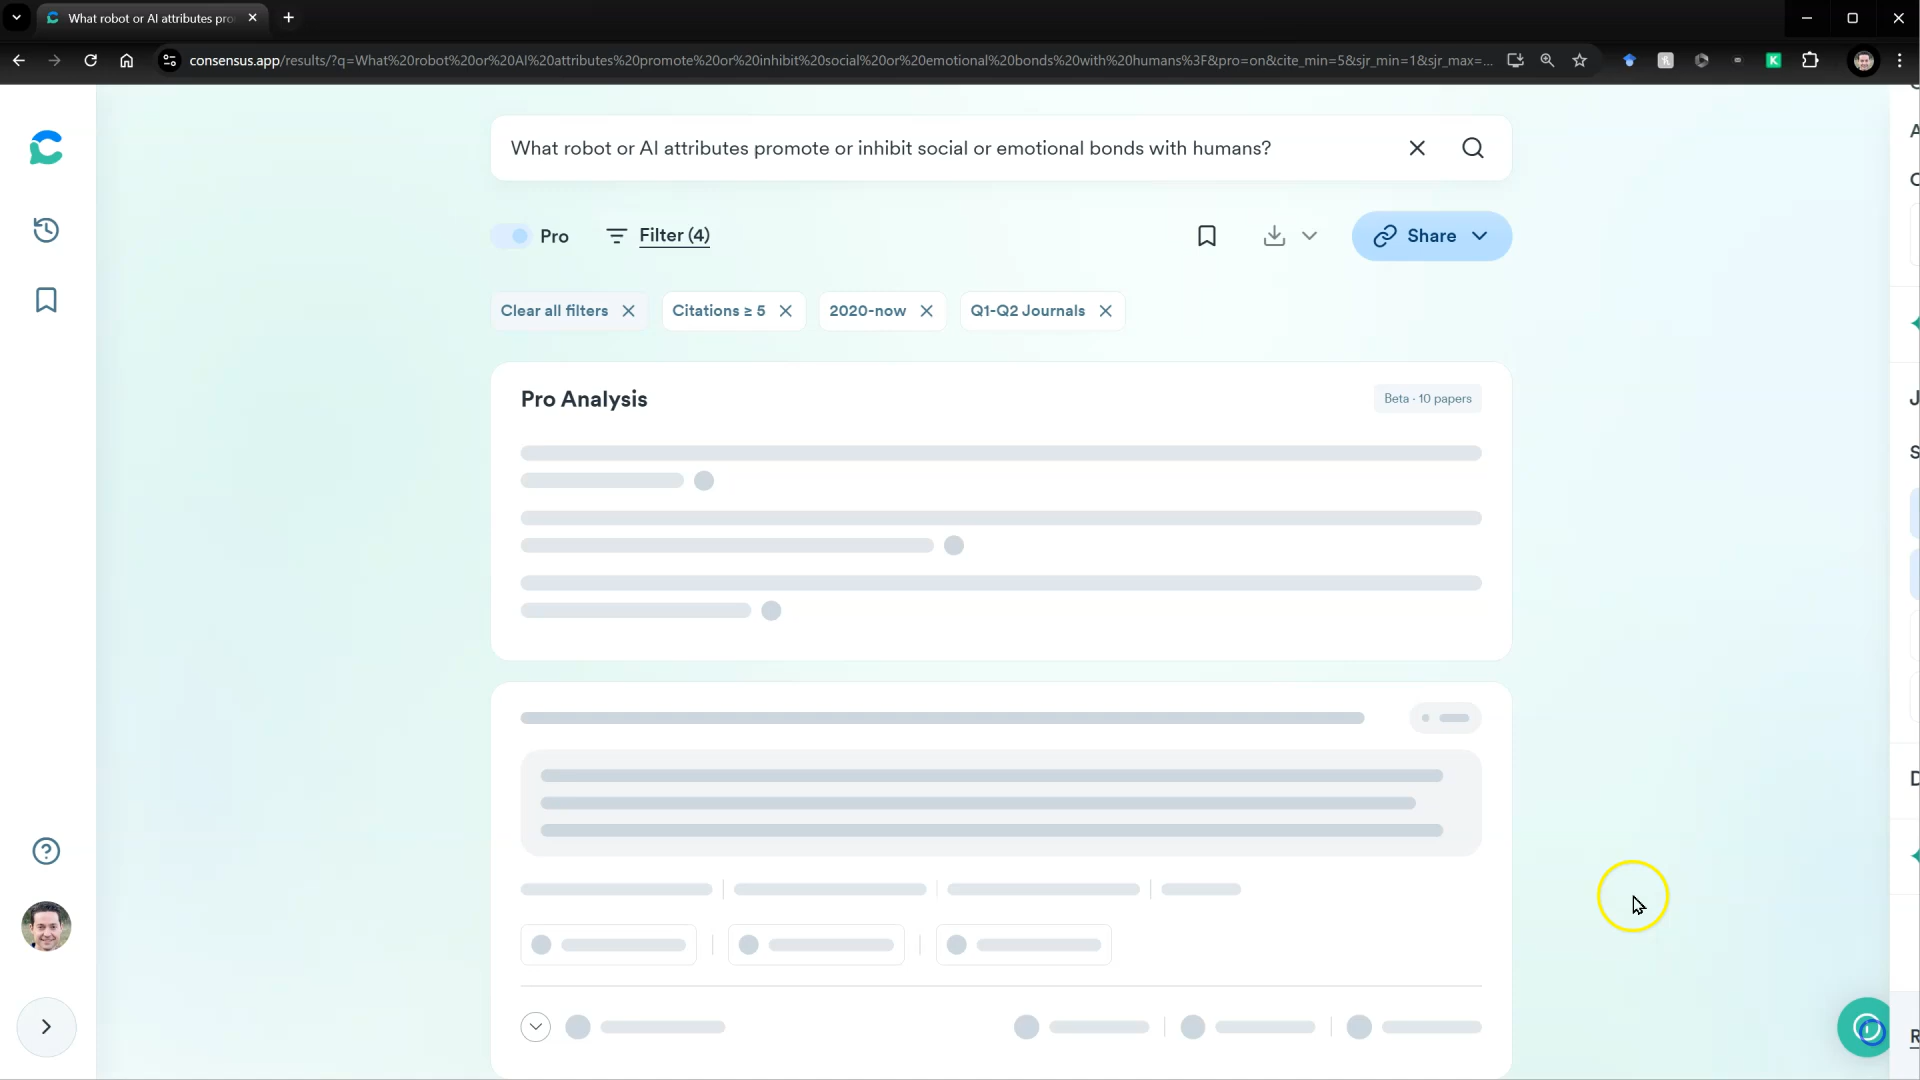 What robot or AI attributes pro
consensus.app/results/?q=What%20robot%20or%20AI%20attributes%20promote%20or%20inhibit%20social%20or%20emotional%20bonds%20with%20humans%3F&pro=on&cite_min=5&sjr_min=1&sjr_max=...
What robot or AI attributes promote or inhibit social or emotional bonds with humans?
Pro
Filter (4)
Share
Clear all filters
Citations ≥ 5
2020-now
Q1-Q2 Journals
Pro Analysis
Beta · 10 papers